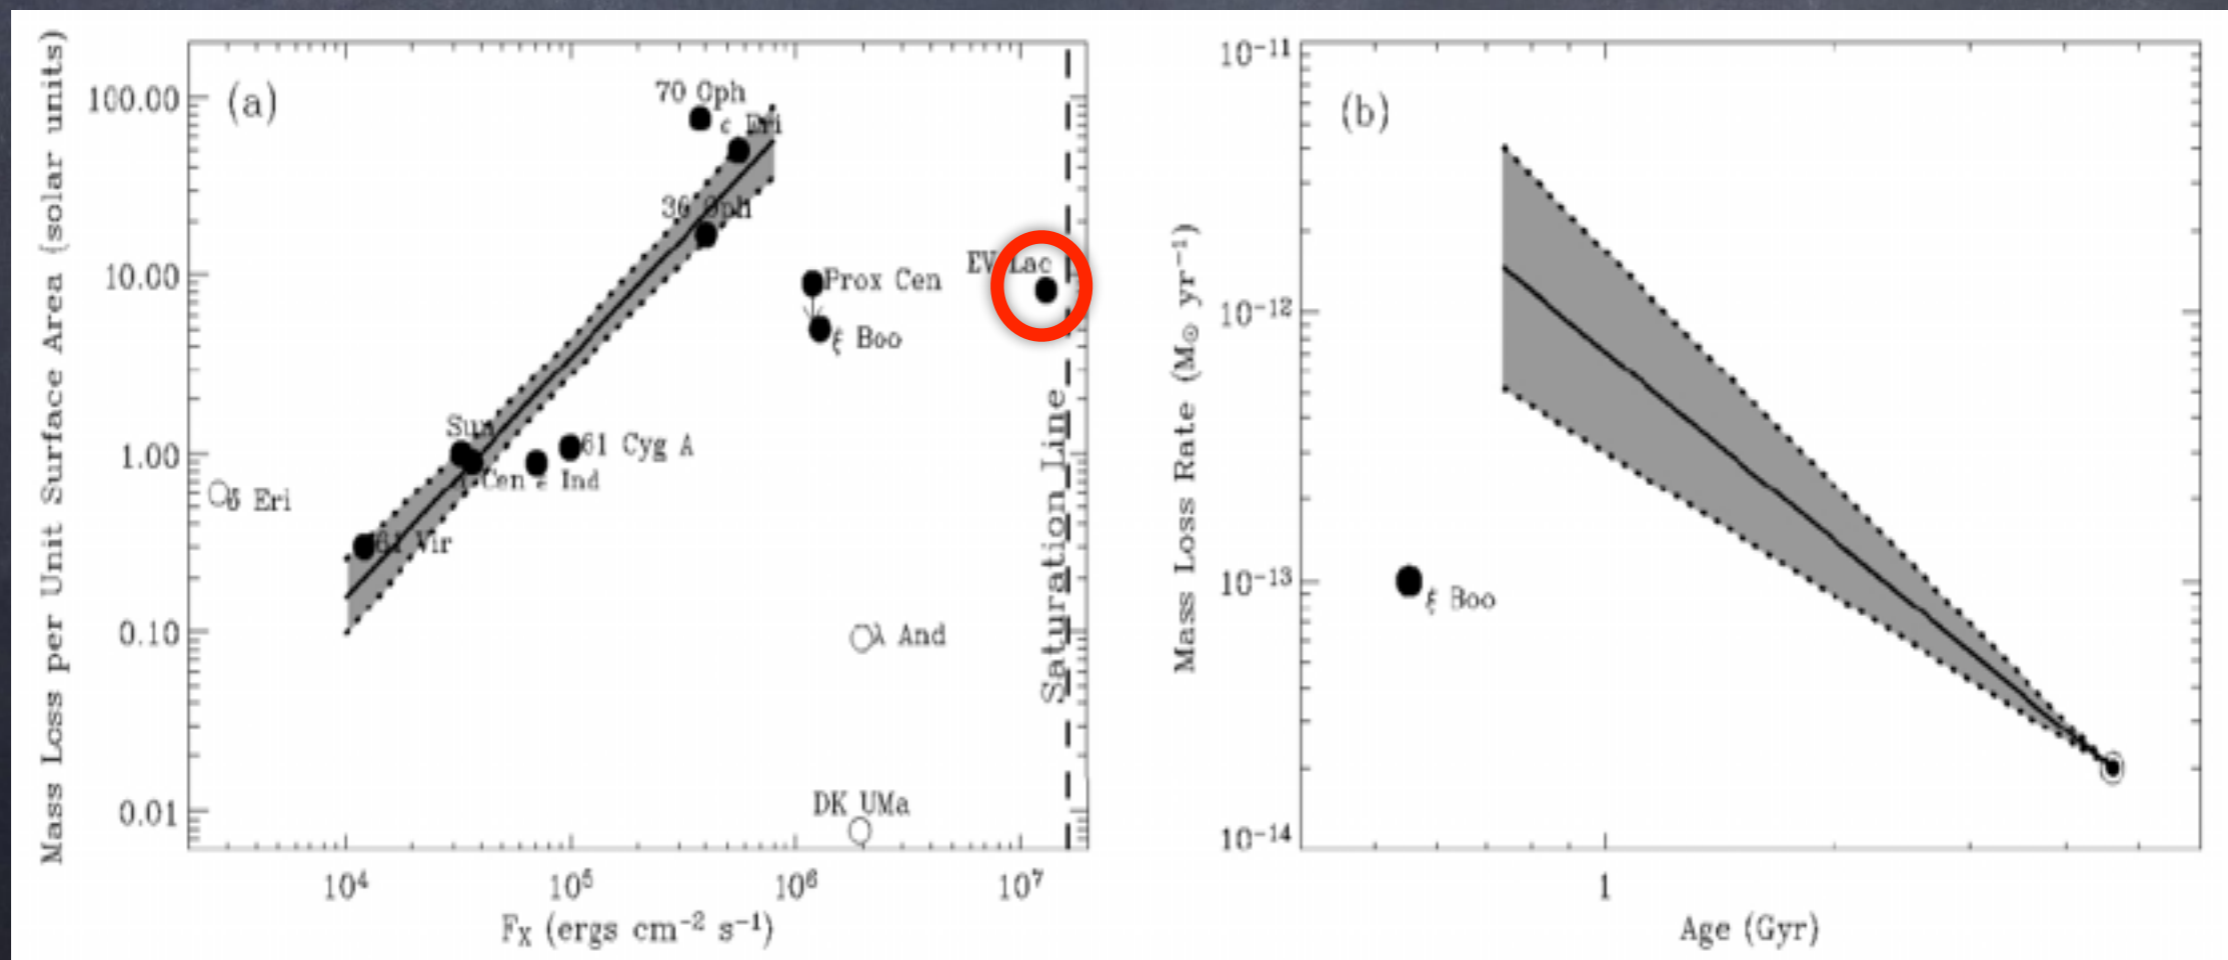 Mass Loss per Unit Surface Area (solar units)
100.00
10.00
1.00
0.10
0.01
(a)
70 Oph
ε Eri
36 Oph
Prox Cen
EV Lac
ξ Boo
Sun
61 Cyg A
Cen
ε Ind
δ Eri
61 Vir
λ And
DK UMa
Saturation Line
10⁴
10⁵
10⁶
10⁷
Fₓ (ergs cm⁻² s⁻¹)
Mass Loss Rate (M⊙ yr⁻¹)
10⁻¹¹
10⁻¹²
10⁻¹³
10⁻¹⁴
(b)
ξ Boo
1
Age (Gyr)